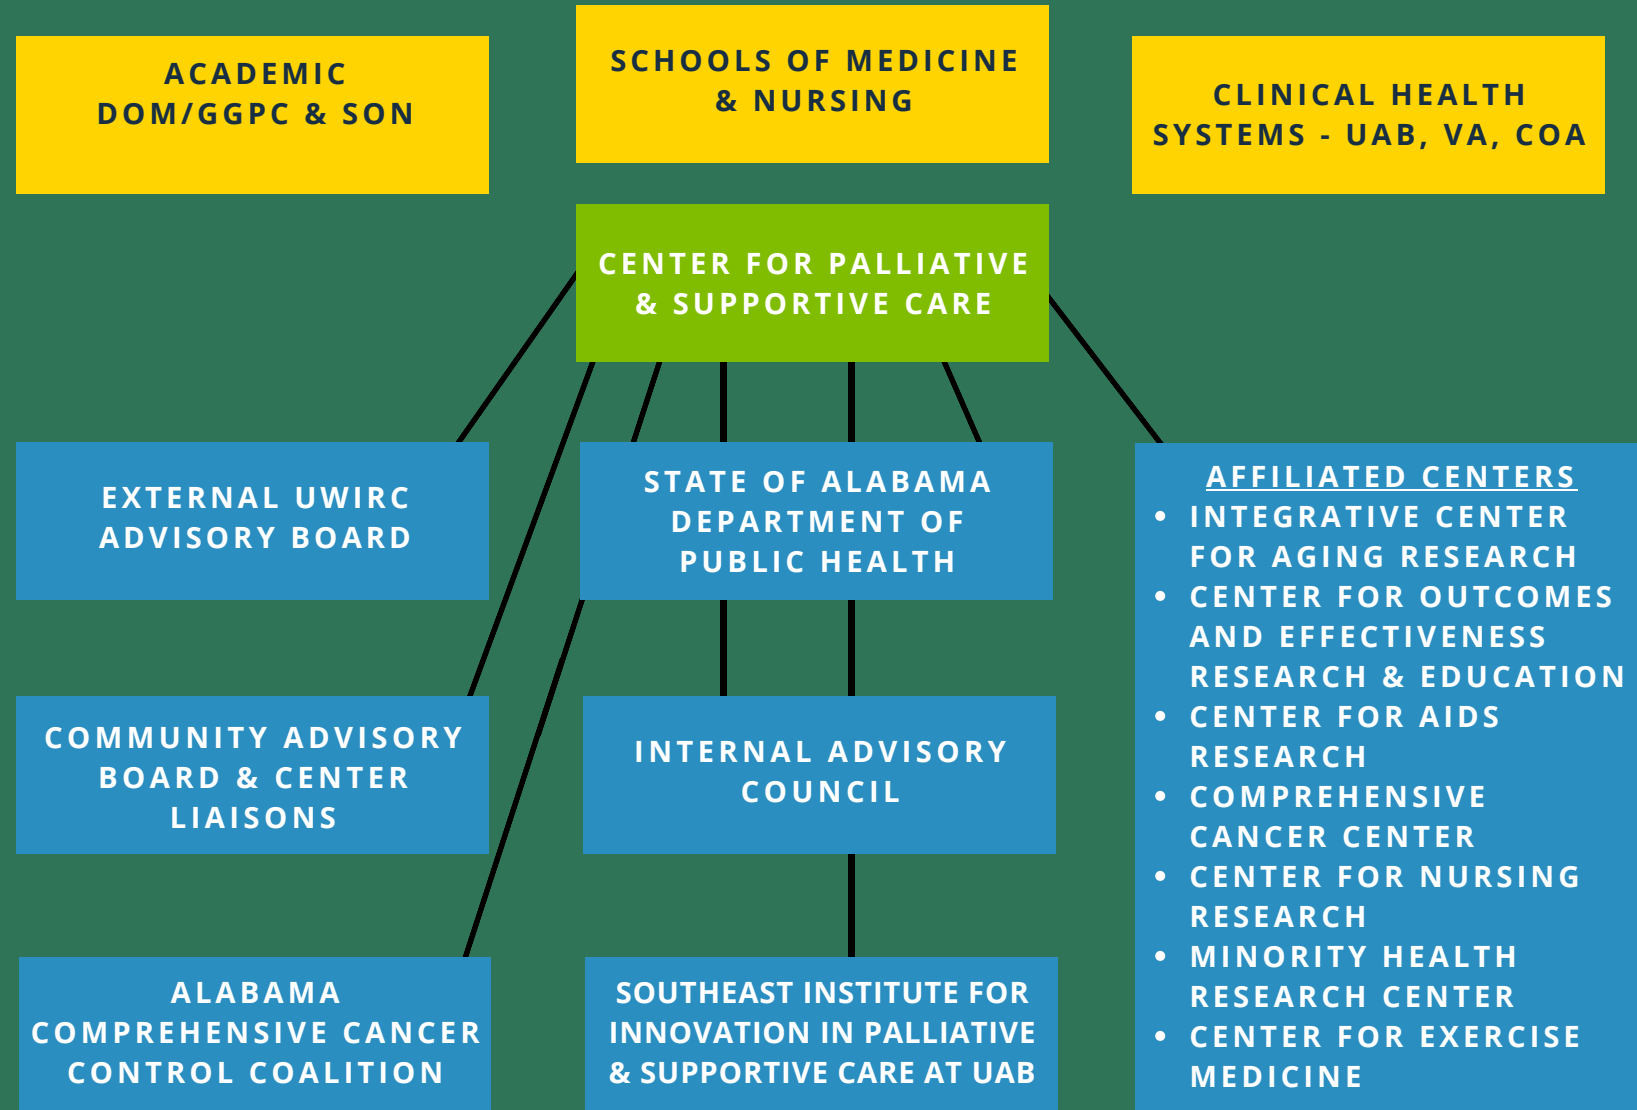 ACADEMIC
DOM/GGPC & SON
SCHOOLS OF MEDICINE
& NURSING
CLINICAL HEALTH
SYSTEMS - UAB, VA, COA
CENTER FOR PALLIATIVE
& SUPPORTIVE CARE
EXTERNAL UWIRC
ADVISORY BOARD
STATE OF ALABAMA
DEPARTMENT OF
PUBLIC HEALTH
COMMUNITY ADVISORY
BOARD & CENTER
LIAISONS
INTERNAL ADVISORY
COUNCIL
ALABAMA
COMPREHENSIVE CANCER
CONTROL COALITION
SOUTHEAST INSTITUTE FOR
INNOVATION IN PALLIATIVE
& SUPPORTIVE CARE AT UAB
AFFILIATED CENTERS
• INTEGRATIVE CENTER
FOR AGING RESEARCH
• CENTER FOR OUTCOMES
AND EFFECTIVENESS
RESEARCH & EDUCATION
• CENTER FOR AIDS
RESEARCH
• COMPREHENSIVE
CANCER CENTER
• CENTER FOR NURSING
RESEARCH
• MINORITY HEALTH
RESEARCH CENTER
• CENTER FOR EXERCISE
MEDICINE